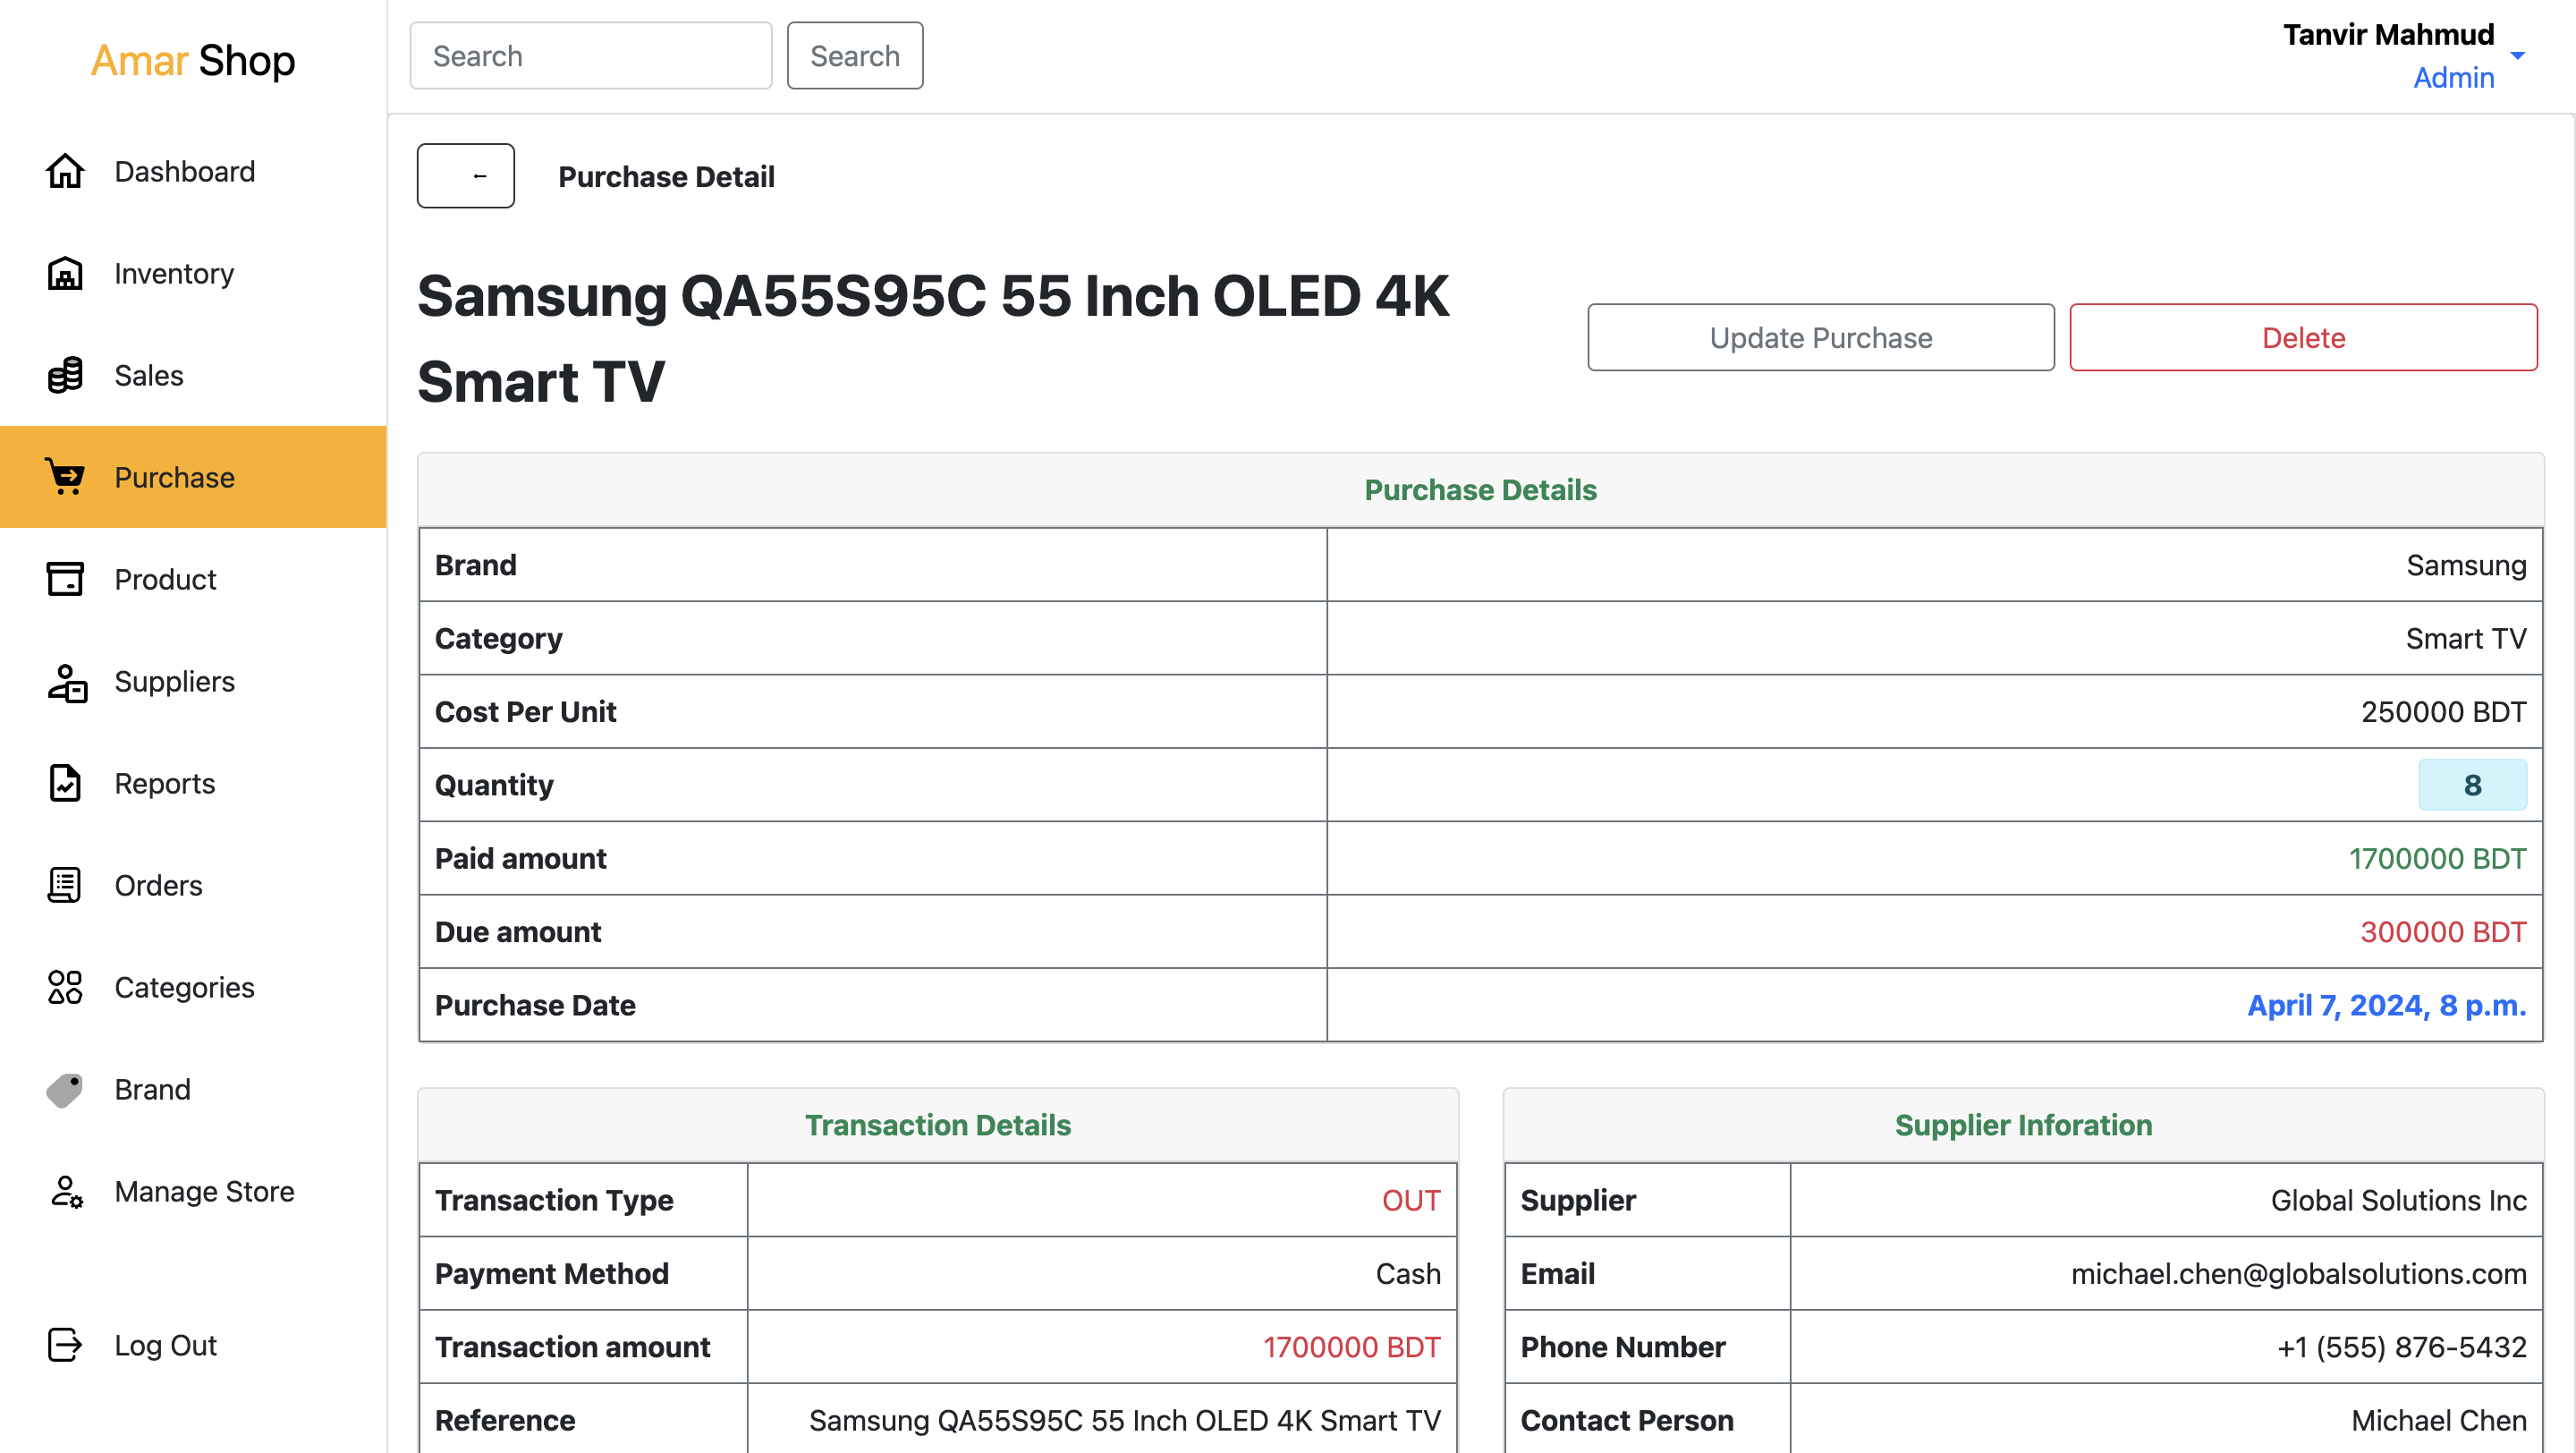 Amar Shop
Search
Search
Tanvir Mahmud
Admin
Dashboard
Inventory
Sales
Purchase
Product
Suppliers
Reports
Orders
Categories
Brand
Manage Store
Log Out
← Purchase Detail
Samsung QA55S95C 55 Inch OLED 4K
Smart TV
Update Purchase
Delete
Purchase Details
Brand Samsung
Category Smart TV
Cost Per Unit 250000 BDT
Quantity 8
Paid amount 1700000 BDT
Due amount 300000 BDT
Purchase Date April 7, 2024, 8 p.m.
Transaction Details
Transaction Type OUT
Payment Method Cash
Transaction amount 1700000 BDT
Reference Samsung QA55S95C 55 Inch OLED 4K Smart TV
Supplier Inforation
Supplier Global Solutions Inc
Email michael.chen@globalsolutions.com
Phone Number +1 (555) 876-5432
Contact Person Michael Chen